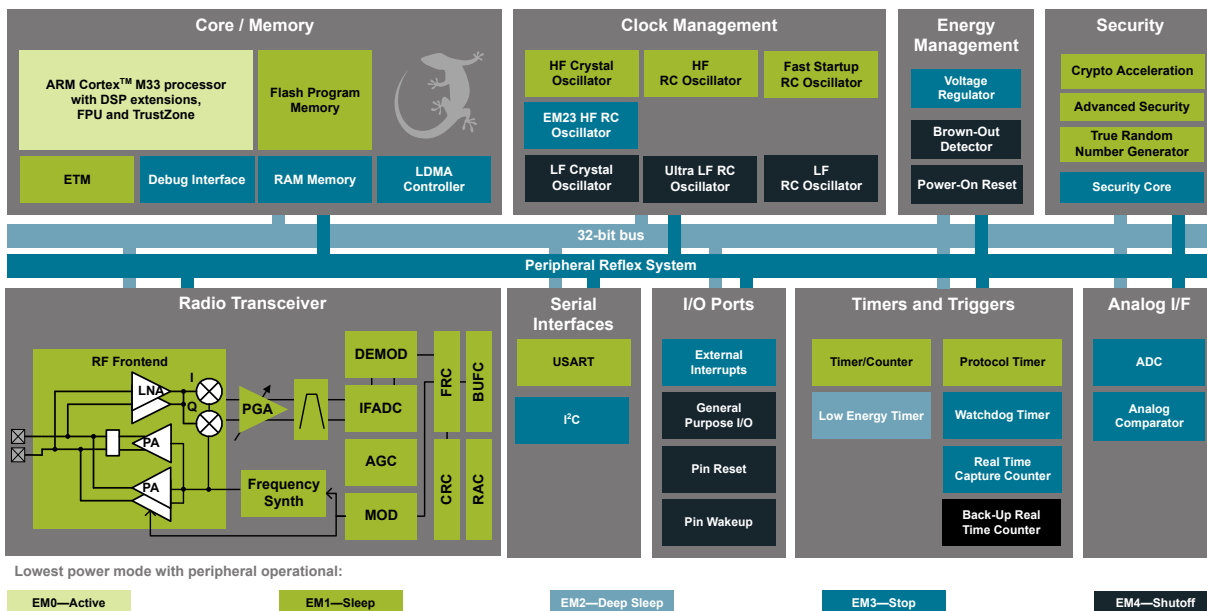 Core / Memory
ARM Cortex™ M33 processor
with DSP extensions,
FPU and TrustZone
Flash Program
Memory
ETM
Debug Interface
RAM Memory
LDMA
Controller
Clock Management
HF Crystal
Oscillator
HF
RC Oscillator
Fast Startup
RC Oscillator
EM23 HF RC
Oscillator
LF Crystal
Oscillator
Ultra LF RC
Oscillator
LF
RC Oscillator
Energy
Management
Voltage
Regulator
Brown-Out
Detector
Power-On Reset
Security
Crypto Acceleration
Advanced Security
True Random
Number Generator
Security Core
32-bit bus
Peripheral Reflex System
Radio Transceiver
RF Frontend
LNA
I
Q
PA
PA
PGA
Frequency
Synth
DEMOD
IFADC
AGC
MOD
FRC
BUFC
CRC
RAC
Serial
Interfaces
USART
I²C
I/O Ports
External
Interrupts
General
Purpose I/O
Pin Reset
Pin Wakeup
Timers and Triggers
Timer/Counter
Protocol Timer
Low Energy Timer
Watchdog Timer
Real Time
Capture Counter
Back-Up Real
Time Counter
Analog I/F
ADC
Analog
Comparator
Lowest power mode with peripheral operational:
EM0—Active
EM1—Sleep
EM2—Deep Sleep
EM3—Stop
EM4—Shutoff